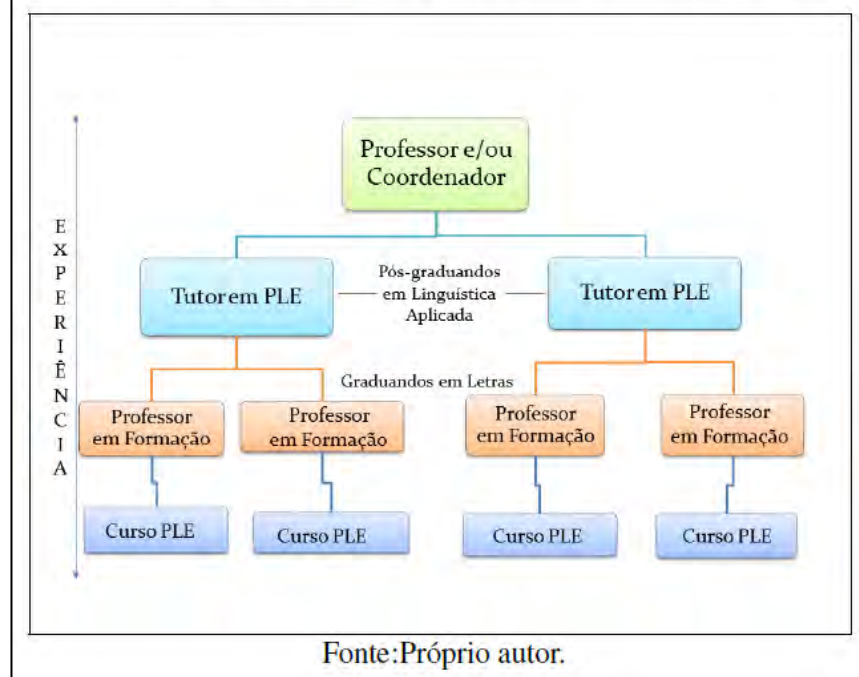 Professor e/ou
Coordenador
EXPERIÊNCIA
Tutor em PLE
Pós-graduandos
em Linguística
Aplicada
Tutor em PLE
Graduandos em Letras
Professor
em Formação
Professor
em Formação
Professor
em Formação
Professor
em Formação
Curso PLE
Curso PLE
Curso PLE
Curso PLE
Fonte:Próprio autor.